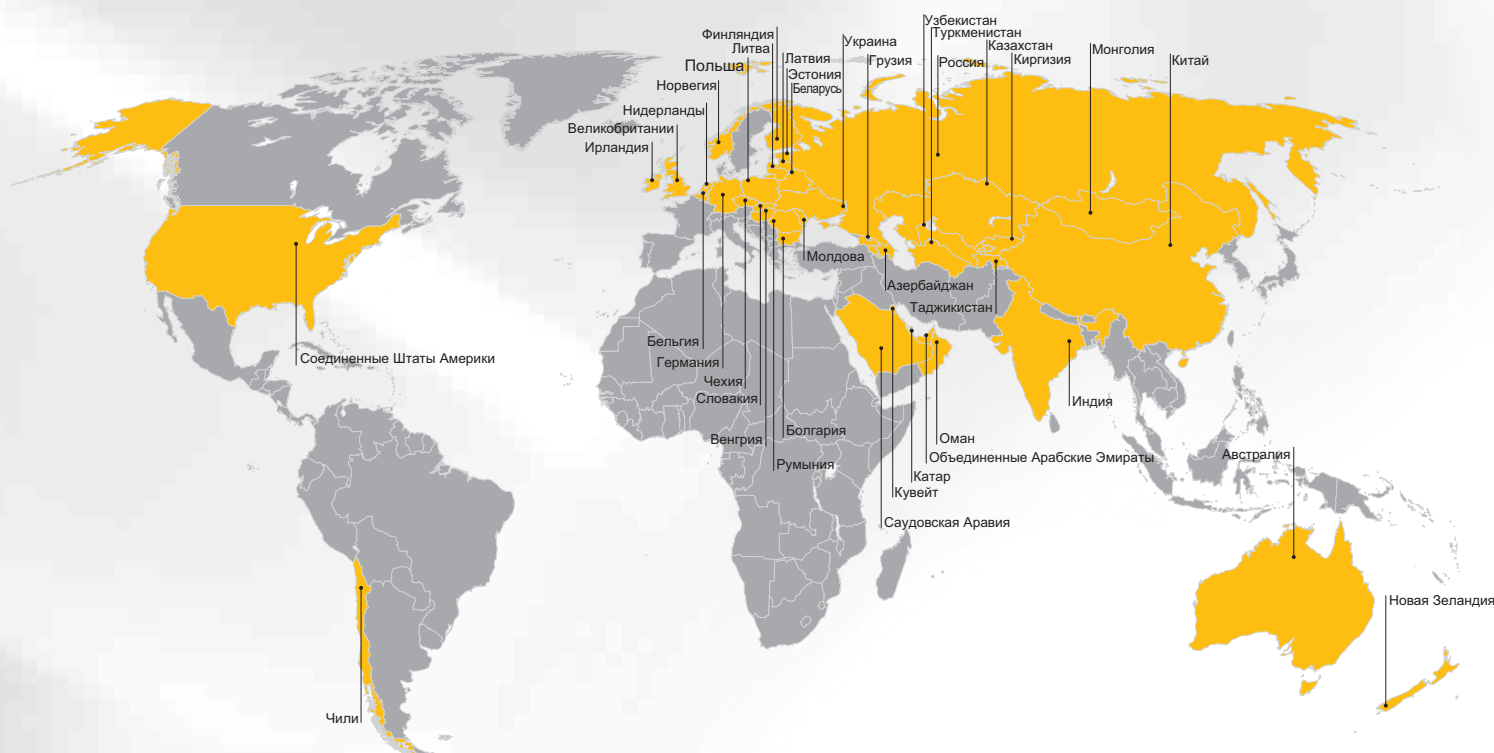 Узбекистан
Финляндия
Туркменистан
Литва
Украина
Казахстан
Монголия
Латвия
Грузия
Россия
Киргизия
Китай
Польша
Эстония
Норвегия
Беларусь
Нидерланды
Великобритании
Ирландия
Молдова
Азербайджан
Таджикистан
Бельгия
Соединенные Штаты Америки
Германия
Чехия
Словакия
Индия
Болгария
Венгрия
Оман
Австралия
Объединенные Арабские Эмираты
Румыния
Катар
Кувейт
Саудовская Аравия
Новая Зеландия
Чили